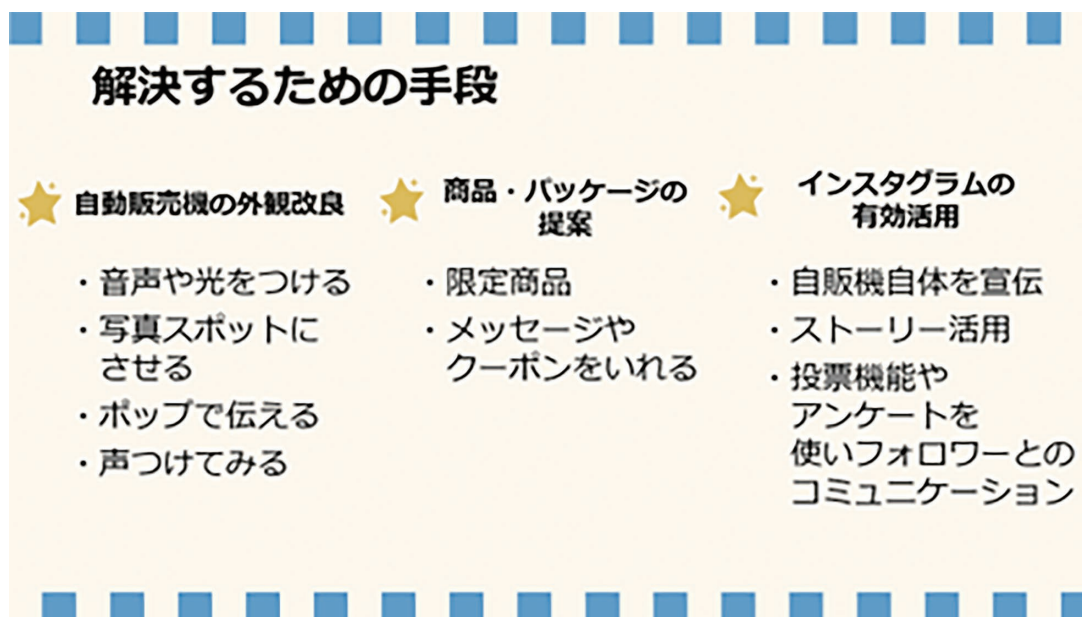 解決するための手段
自動販売機の外観改良
・音声や光をつける
・写真スポットに
させる
・ポップで伝える
・声つけてみる
商品・パッケージの
提案
・限定商品
・メッセージや
クーポンをいれる
インスタグラムの
有効活用
・自販機自体を宣伝
・ストーリー活用
・投票機能や
アンケートを
使いフォロワーとの
コミュニケーション